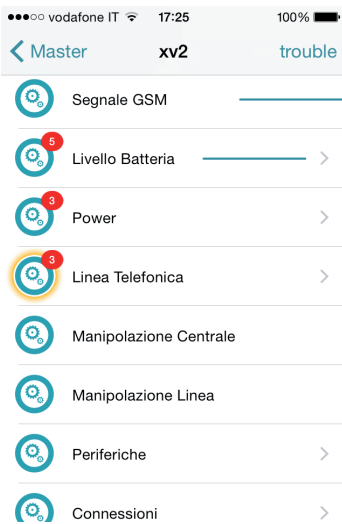 vodafone IT 17:25 100%
Master xv2 trouble
Segnale GSM
5
Livello Batteria
3
Power
3
Linea Telefonica
Manipolazione Centrale
Manipolazione Linea
Periferiche
Connessioni